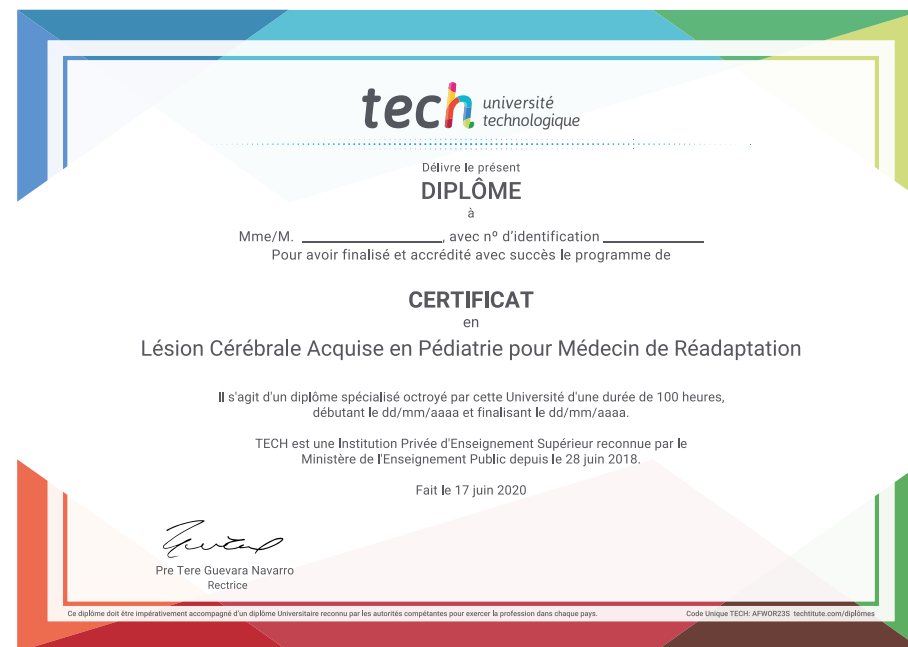 tech université
technologique
Délivre le présent
DIPLÔME
à
Mme/M. ____________________, avec nº d'identification ______________
Pour avoir finalisé et accrédité avec succès le programme de
CERTIFICAT
en
Lésion Cérébrale Acquise en Pédiatrie pour Médecin de Réadaptation
Il s'agit d'un diplôme spécialisé octroyé par cette Université d'une durée de 100 heures,
débutant le dd/mm/aaaa et finalisant le dd/mm/aaaa.
TECH est une Institution Privée d'Enseignement Supérieur reconnue par le
Ministère de l'Enseignement Public depuis le 28 juin 2018.
Fait le 17 juin 2020
Pre Tere Guevara Navarro
Rectrice
Ce diplôme doit être impérativement accompagné d'un diplôme Universitaire reconnu par les autorités compétentes pour exercer la profession dans chaque pays.
Code Unique TECH: AFWOR23S techtitute.com/diplômes